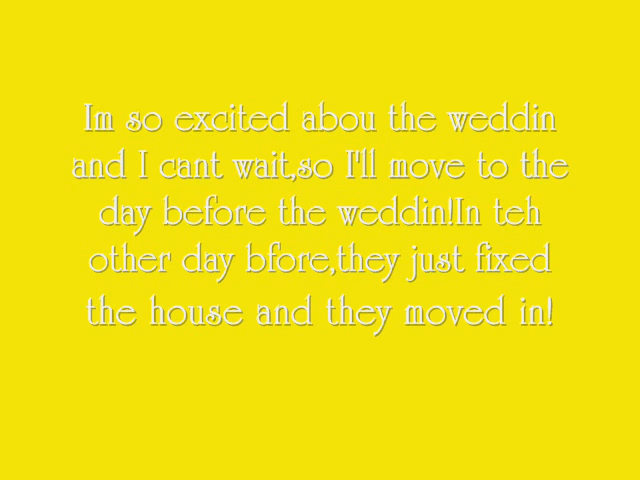 Im so excited abou the weddin
and I cant wait,so I'll move to the
day before the weddin!In teh
other day bfore,they just fixed
the house and they moved in!